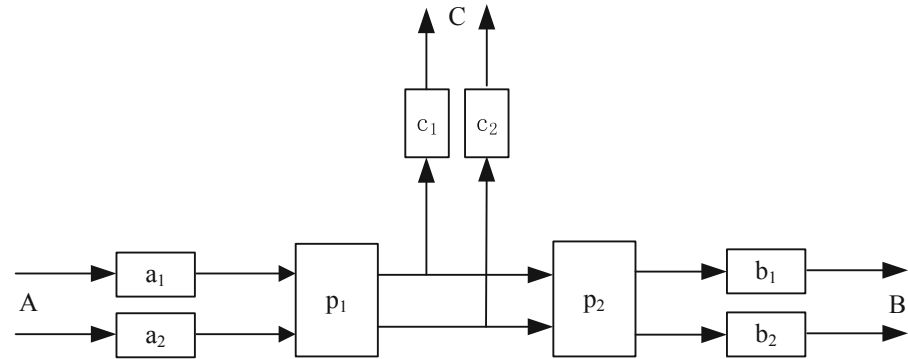 C
c₁ c₂
a₁
A
a₂
p₁
p₂
b₁
B
b₂